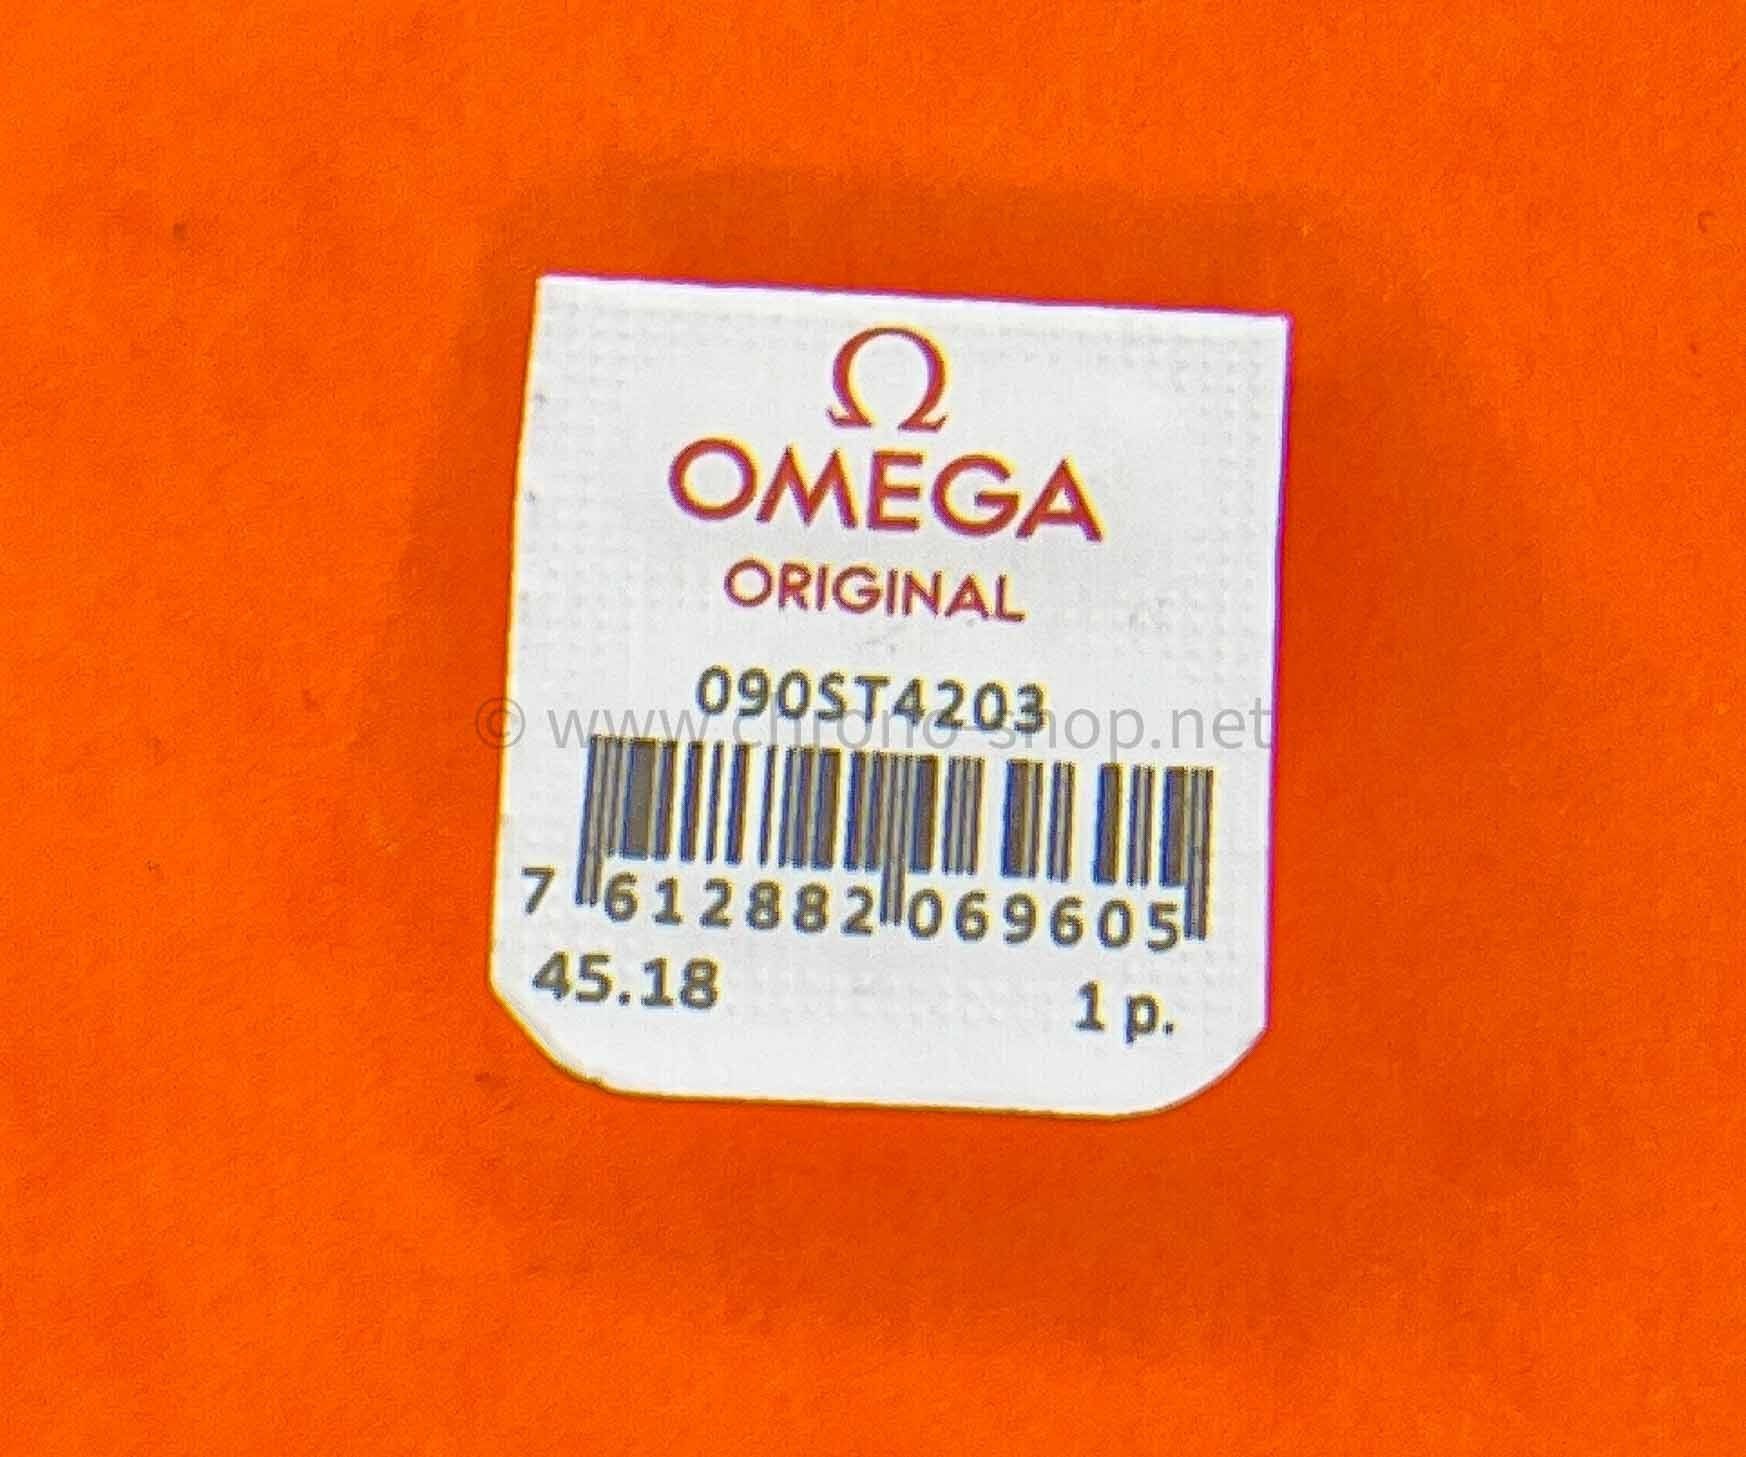 Ω
OMEGA
ORIGINAL
090ST4203
© www.chrono-shop.net
7 612882 069605
45.18 1 p.